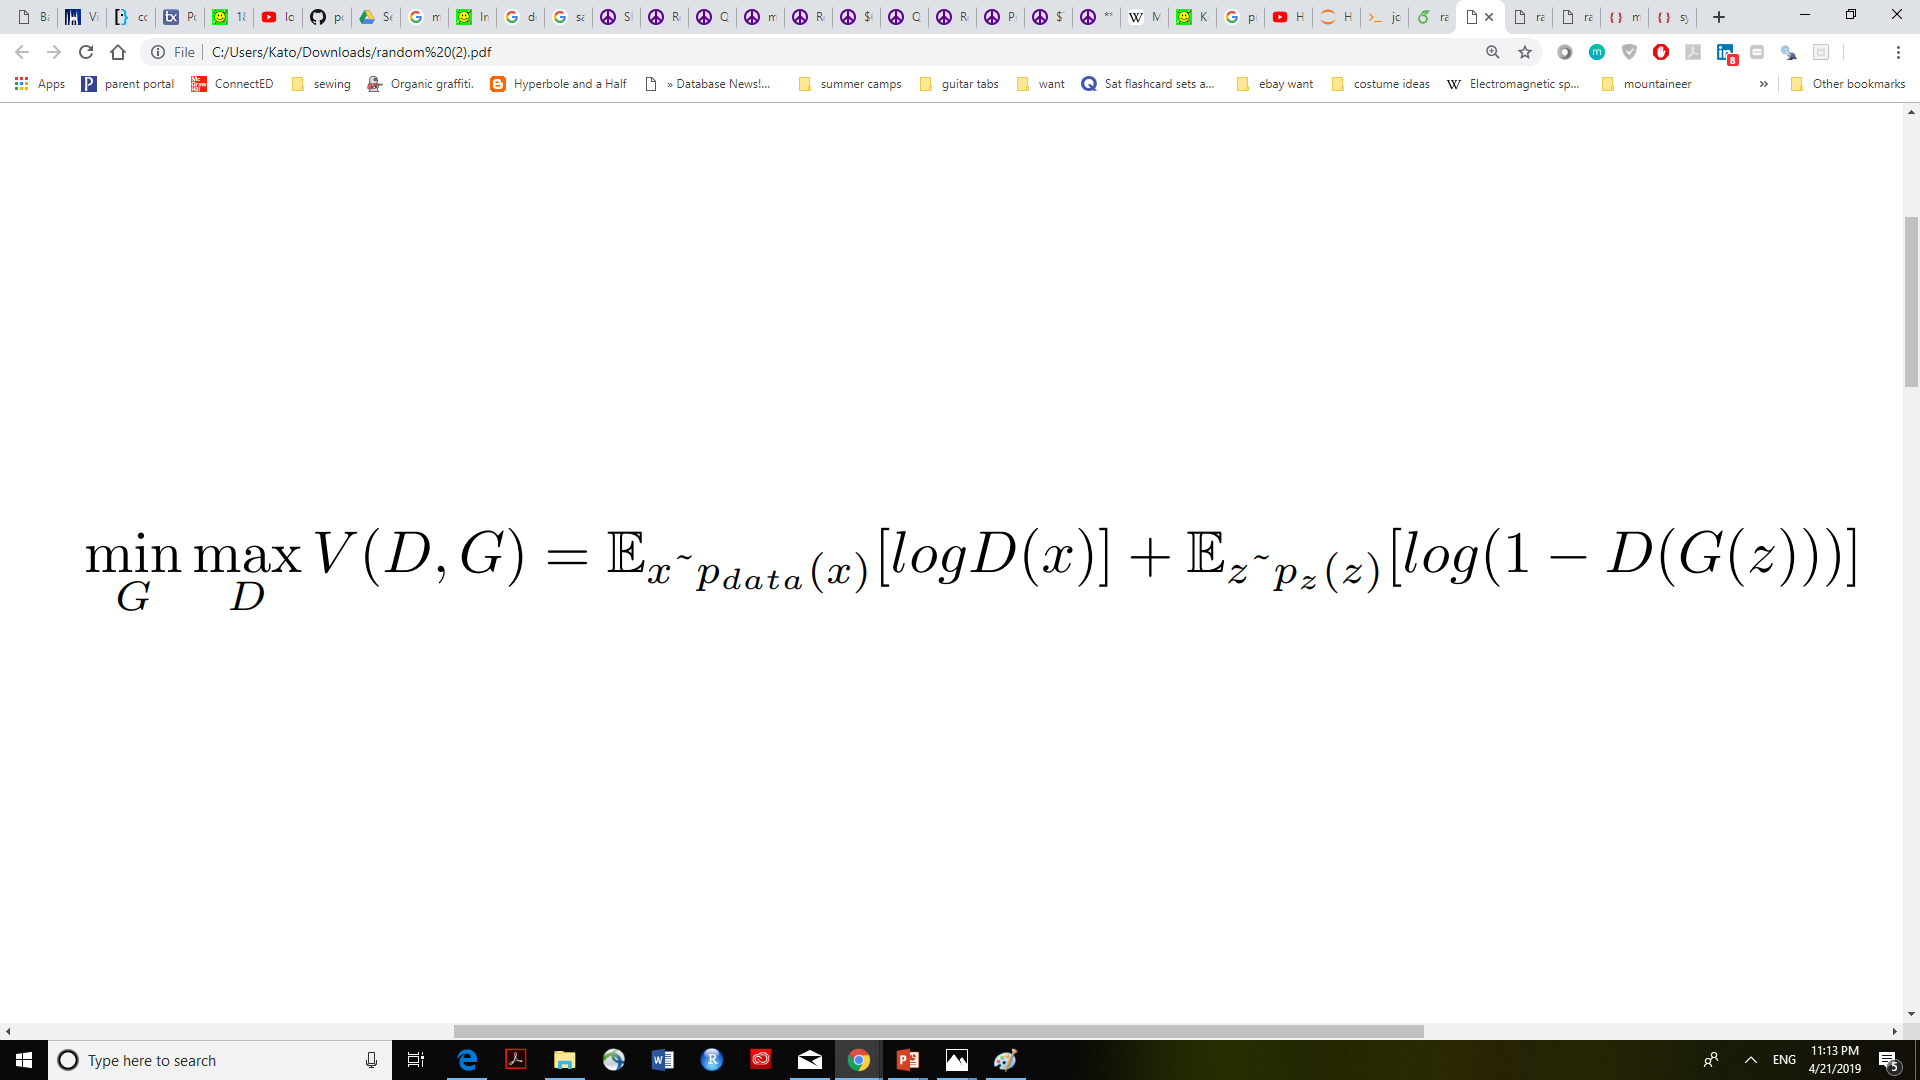 File C:/Users/Kato/Downloads/random%20(2).pdf
Apps parent portal ConnectED sewing Organic graffiti. Hyperbole and a Half » Database News!... summer camps guitar tabs want Sat flashcard sets a... ebay want costume ideas Electromagnetic sp... mountaineer » Other bookmarks
min max V(D, G) = 𝔼x~pdata(x)[logD(x)] + 𝔼z~pz(z)[log(1 − D(G(z)))]
G D
Type here to search ENG 11:13 PM
4/21/2019 5